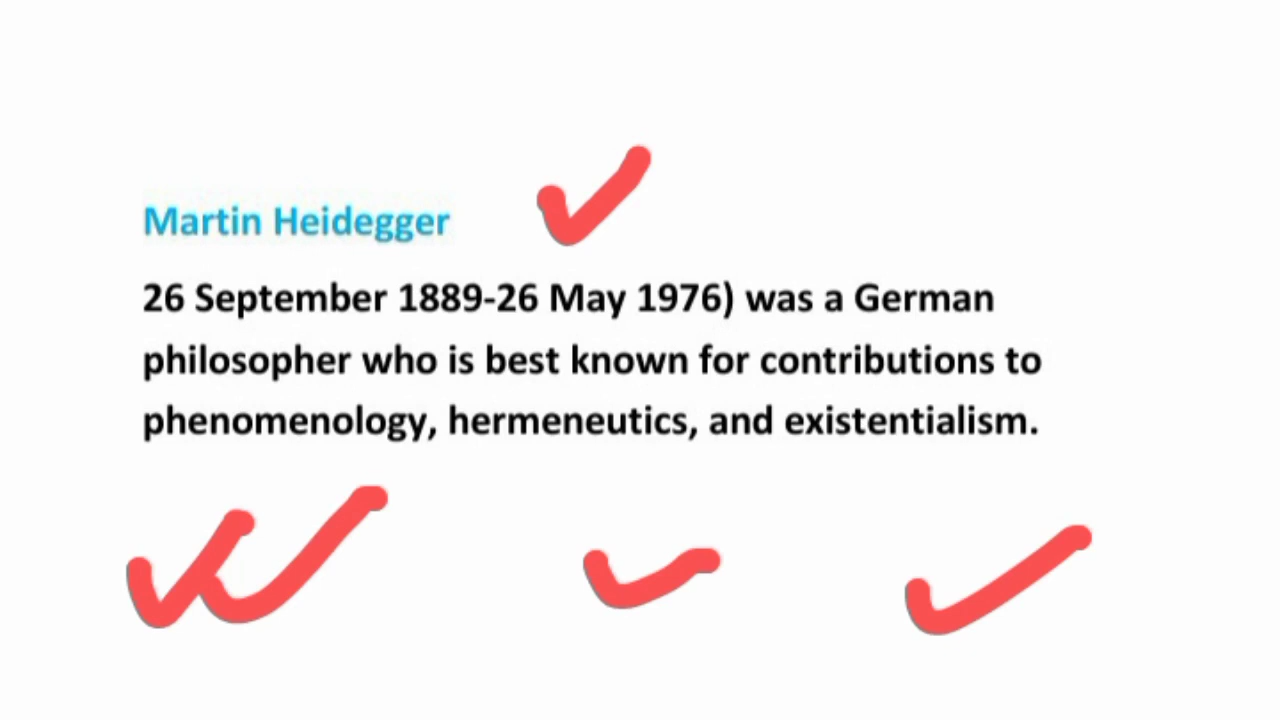 Martin Heidegger
26 September 1889-26 May 1976) was a German
philosopher who is best known for contributions to
phenomenology, hermeneutics, and existentialism.